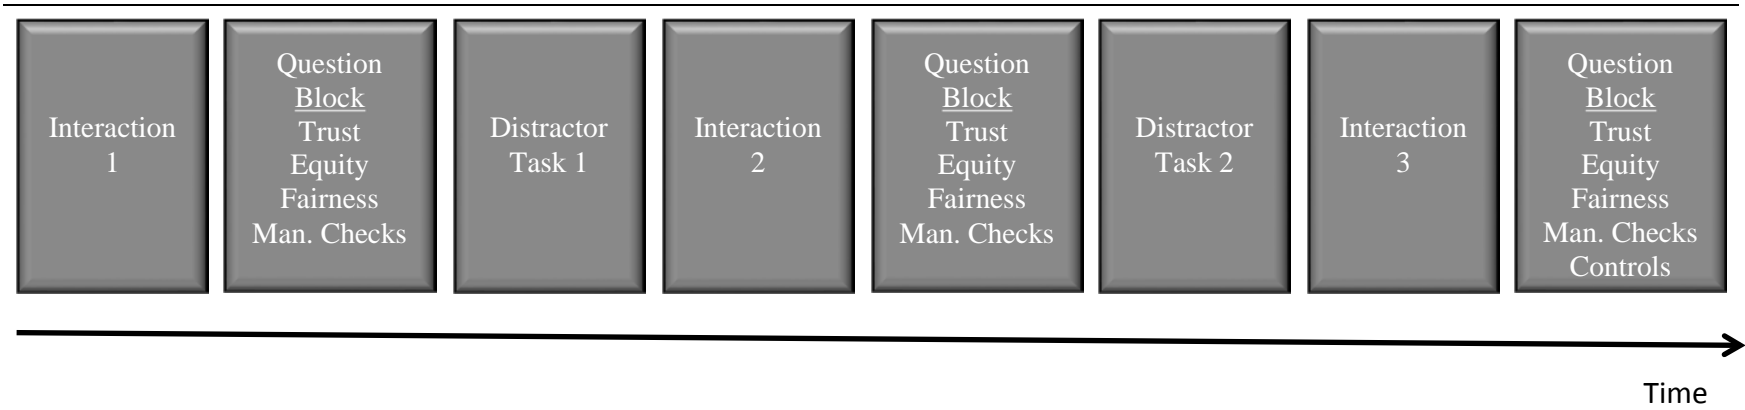 Interaction
1
Question
Block
Trust
Equity
Fairness
Man. Checks
Distractor
Task 1
Interaction
2
Question
Block
Trust
Equity
Fairness
Man. Checks
Distractor
Task 2
Interaction
3
Question
Block
Trust
Equity
Fairness
Man. Checks
Controls
Time